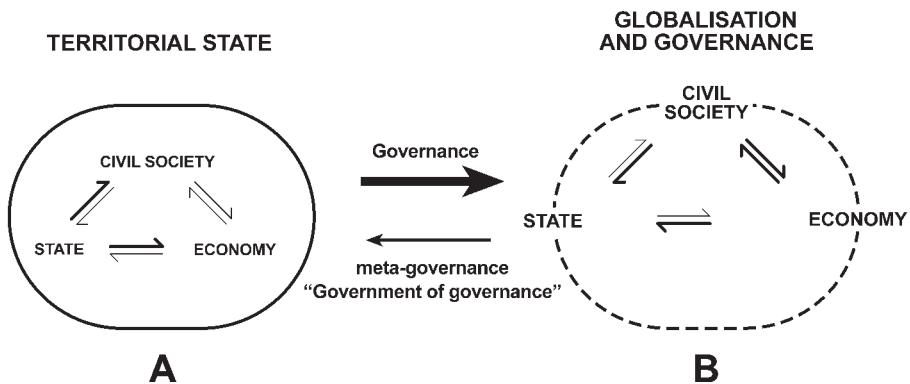 TERRITORIAL STATE
CIVIL SOCIETY
STATE
ECONOMY
A
Governance
meta-governance
“Government of governance”
GLOBALISATION
AND GOVERNANCE
CIVIL
SOCIETY
STATE
ECONOMY
B